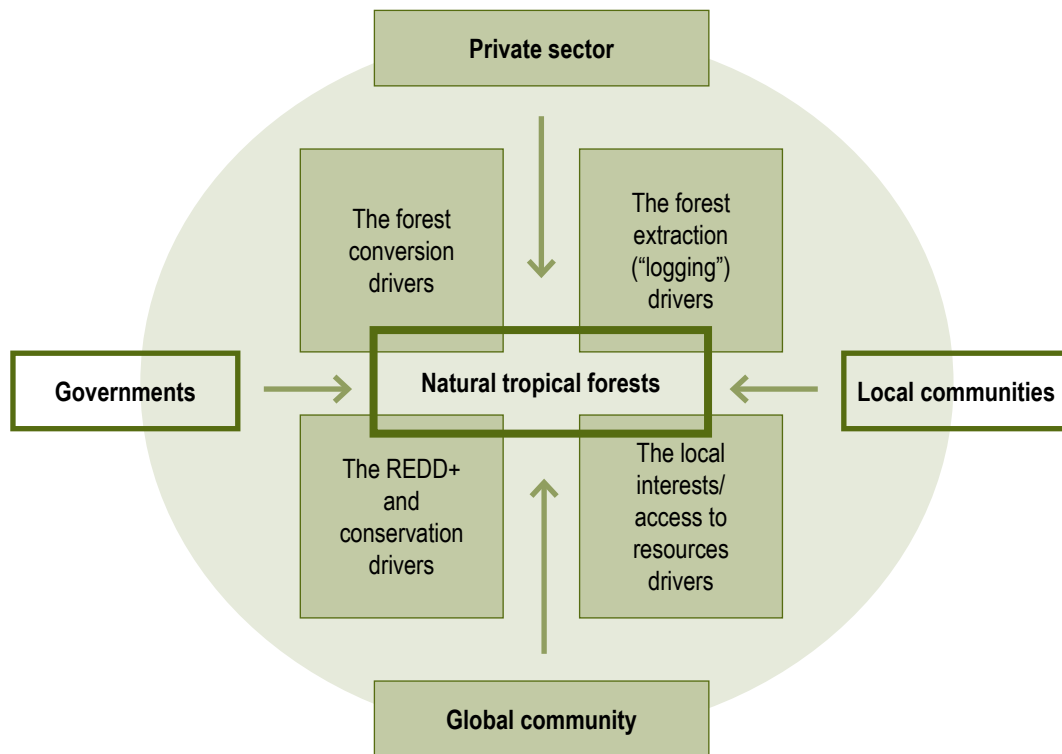 Private sector
The forest
conversion
drivers
The forest
extraction
(“logging”)
drivers
Governments
Natural tropical forests
Local communities
The REDD+
and
conservation
drivers
The local
interests/
access to
resources
drivers
Global community